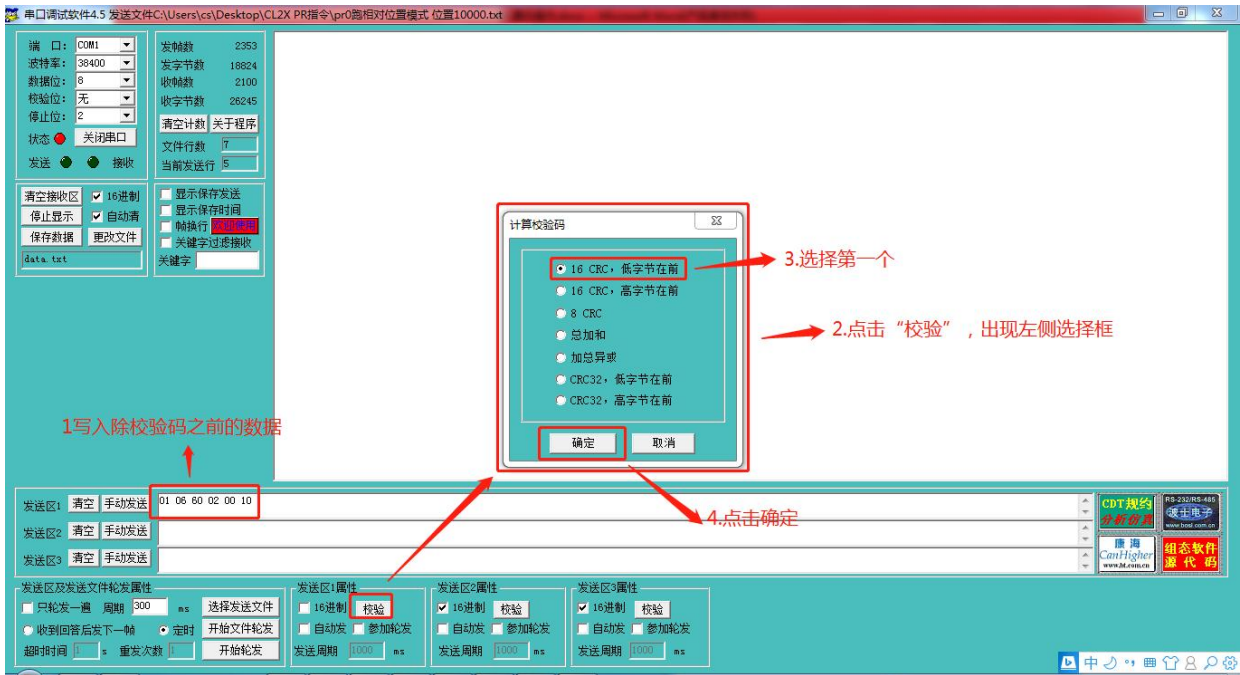 串口调试软件4.5 发送文件C:\Users\cs\Desktop\CL2X PR指令\pr0跑相对位置模式 位置10000.txt
端 口: COM1
波特率: 38400
数据位: 8
校验位: 无
停止位: 2
状态 关闭串口
发送 接收
发帧数 2353
发字节数 18824
收帧数 2100
收字节数 26245
清空计数 关于程序
文件行数 7
当前发送行 5
清空接收区 16进制
停止显示 自动清
保存数据 更改文件
data.txt
显示保存发送
显示保存时间
帧换行 欢迎使用
关键字过滤接收
关键字
计算校验码
16 CRC, 低字节在前
16 CRC, 高字节在前
8 CRC
总加和
加总异或
CRC32, 低字节在前
CRC32, 高字节在前
确定 取消
3.选择第一个
2.点击“校验”,出现左侧选择框
1写入除校验码之前的数据
4.点击确定
发送区1 清空 手动发送 01 06 60 02 00 10
发送区2 清空 手动发送
发送区3 清空 手动发送
CDT规约
分析仿真
RS-232/RS-485
波士电子
www.bosi.com.cn
康海
CanHigher
组态软件
源代码
发送区及发送文件轮发属性
只轮发一遍 周期 300 ms 选择发送文件
收到回答后发下一帧 定时 开始文件轮发
超时时间 1 s 重发次数 1 开始轮发
发送区1属性
16进制 校验
自动发 参加轮发
发送周期 1000 ms
发送区2属性
16进制 校验
自动发 参加轮发
发送周期 1000 ms
发送区3属性
16进制 校验
自动发 参加轮发
发送周期 1000 ms
中